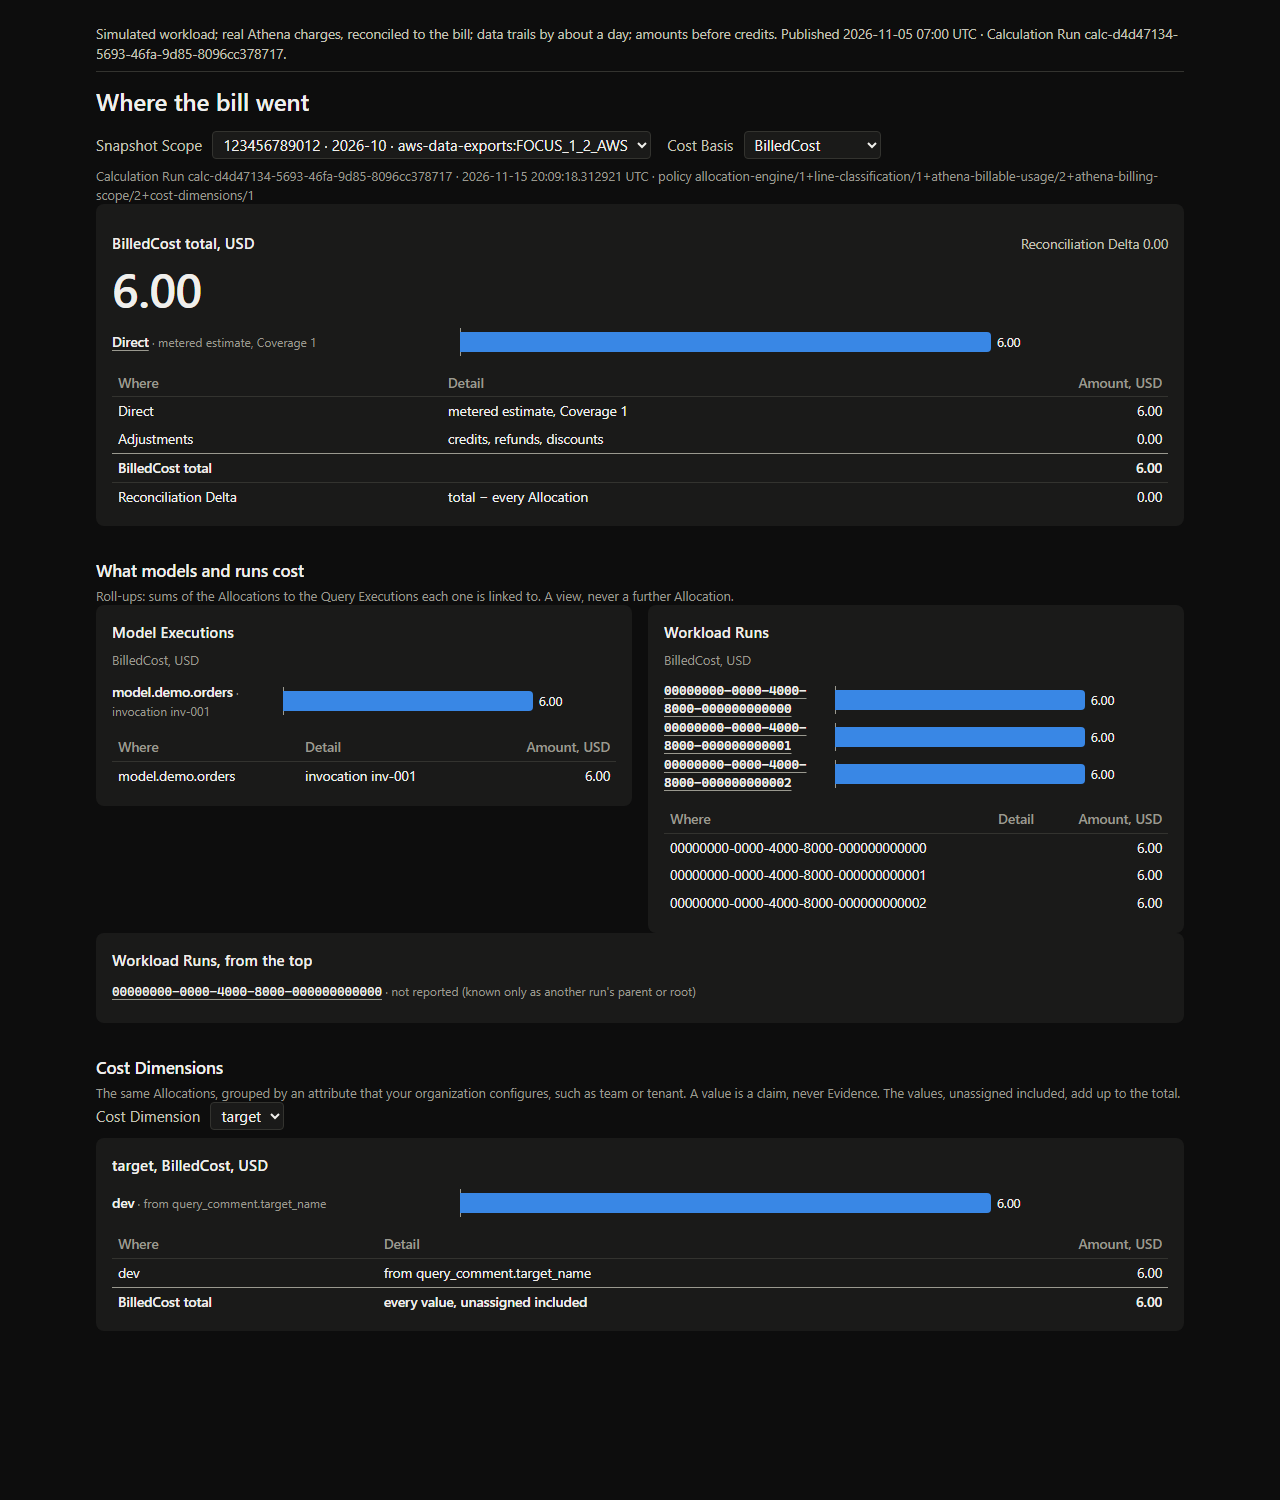 Simulated workload; real Athena charges, reconciled to the bill; data trails by about a day; amounts before credits. Published 2026-11-05 07:00 UTC · Calculation Run calc-d4d47134-
5693-46fa-9d85-8096cc378717.
Where the bill went
Snapshot Scope 123456789012 · 2026-10 · aws-data-exports:FOCUS_1_2_AWS Cost Basis BilledCost
Calculation Run calc-d4d47134-5693-46fa-9d85-8096cc378717 · 2026-11-15 20:09:18.312921 UTC · policy allocation-engine/1+line-classification/1+athena-billable-usage/2+athena-billing-
scope/2+cost-dimensions/1
BilledCost total, USD Reconciliation Delta 0.00
6.00
Direct · metered estimate, Coverage 1 6.00
Where Detail Amount, USD
Direct metered estimate, Coverage 1 6.00
Adjustments credits, refunds, discounts 0.00
BilledCost total 6.00
Reconciliation Delta total − every Allocation 0.00
What models and runs cost
Roll-ups: sums of the Allocations to the Query Executions each one is linked to. A view, never a further Allocation.
Model Executions
BilledCost, USD
model.demo.orders ·
invocation inv-001
6.00
Where Detail Amount, USD
model.demo.orders invocation inv-001 6.00
Workload Runs
BilledCost, USD
00000000-0000-4000-
8000-000000000000
6.00
00000000-0000-4000-
8000-000000000001
6.00
00000000-0000-4000-
8000-000000000002
6.00
Where Detail Amount, USD
00000000-0000-4000-8000-000000000000 6.00
00000000-0000-4000-8000-000000000001 6.00
00000000-0000-4000-8000-000000000002 6.00
Workload Runs, from the top
00000000-0000-4000-8000-000000000000 · not reported (known only as another run's parent or root)
Cost Dimensions
The same Allocations, grouped by an attribute that your organization configures, such as team or tenant. A value is a claim, never Evidence. The values, unassigned included, add up to the total.
Cost Dimension target
target, BilledCost, USD
dev · from query_comment.target_name 6.00
Where Detail Amount, USD
dev from query_comment.target_name 6.00
BilledCost total every value, unassigned included 6.00